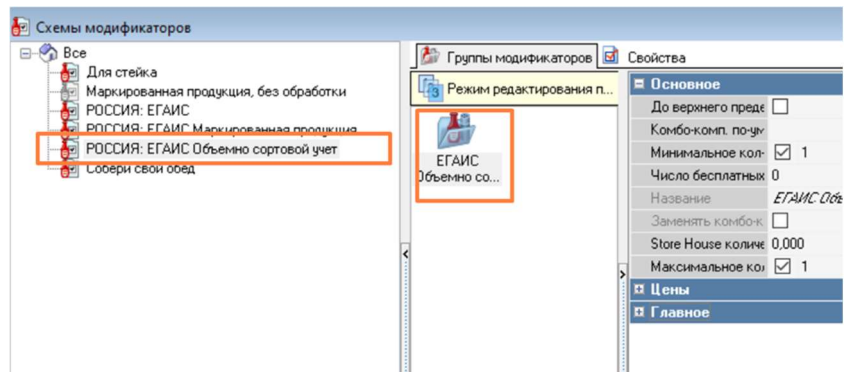 Схемы модификаторов
Все
Для стейка
Маркированная продукция, без обработки
РОССИЯ: ЕГАИС
РОССИЯ: ЕГАИС Маркированная продукция
РОССИЯ: ЕГАИС Объемно сортовой учет
Собери свой обед
Группы модификаторов
Режим редактирования п...
ЕГАИС
Объемно со...
Свойства
Основное
До верхнего преде
Комбо-комп. по-ум
Минимальное кол- 1
Число бесплатных 0
Название ЕГАИС Объе
Заменять комбо-к
Store House количе 0,000
Максимальное ко 1
Цены
Главное